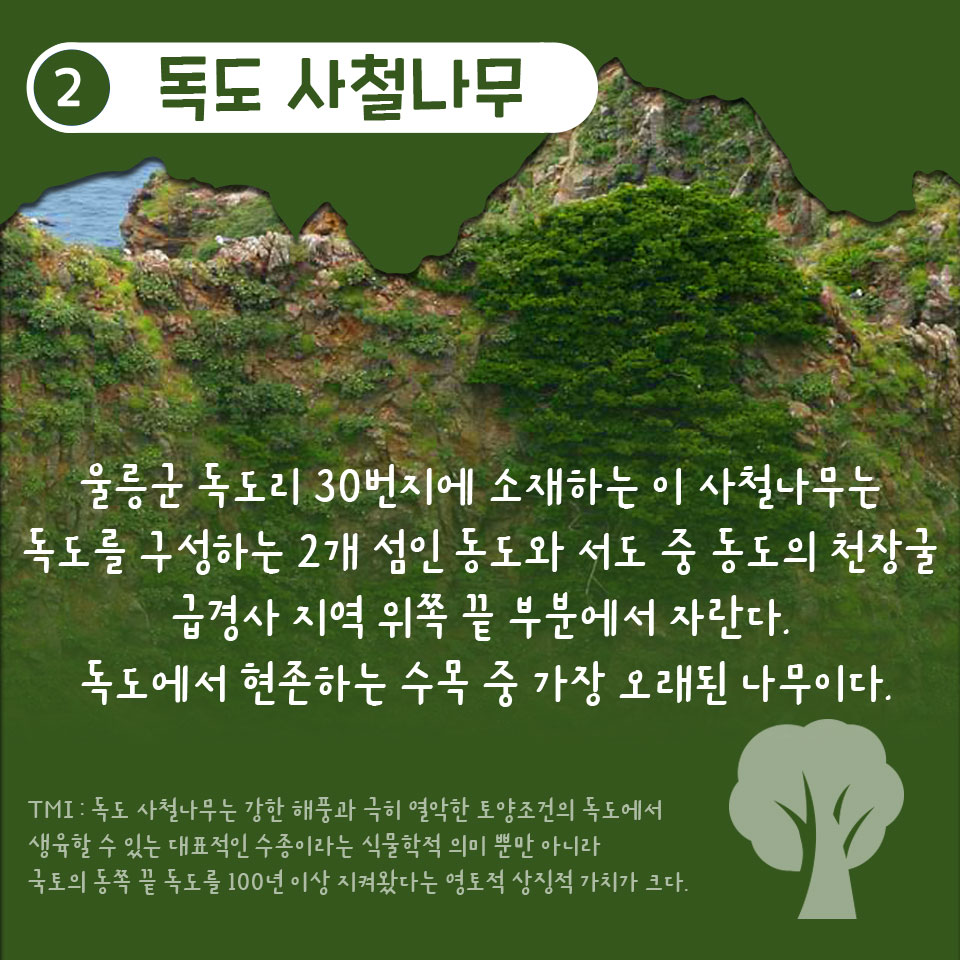 2 독도 사철나무
울릉군 독도리 30번지에 소재하는 이 사철나무는
독도를 구성하는 2개 섬인 동도와 서도 중 동도의 천장굴
급경사 지역 위쪽 끝 부분에서 자란다.
독도에서 현존하는 수목 중 가장 오래된 나무이다.
TMI : 독도 사철나무는 강한 해풍과 극히 열악한 토양조건의 독도에서
생육할 수 있는 대표적인 수종이라는 식물학적 의미 뿐만 아니라
국토의 동쪽 끝 독도를 100년 이상 지켜왔다는 영토적 상징적 가치가 크다.